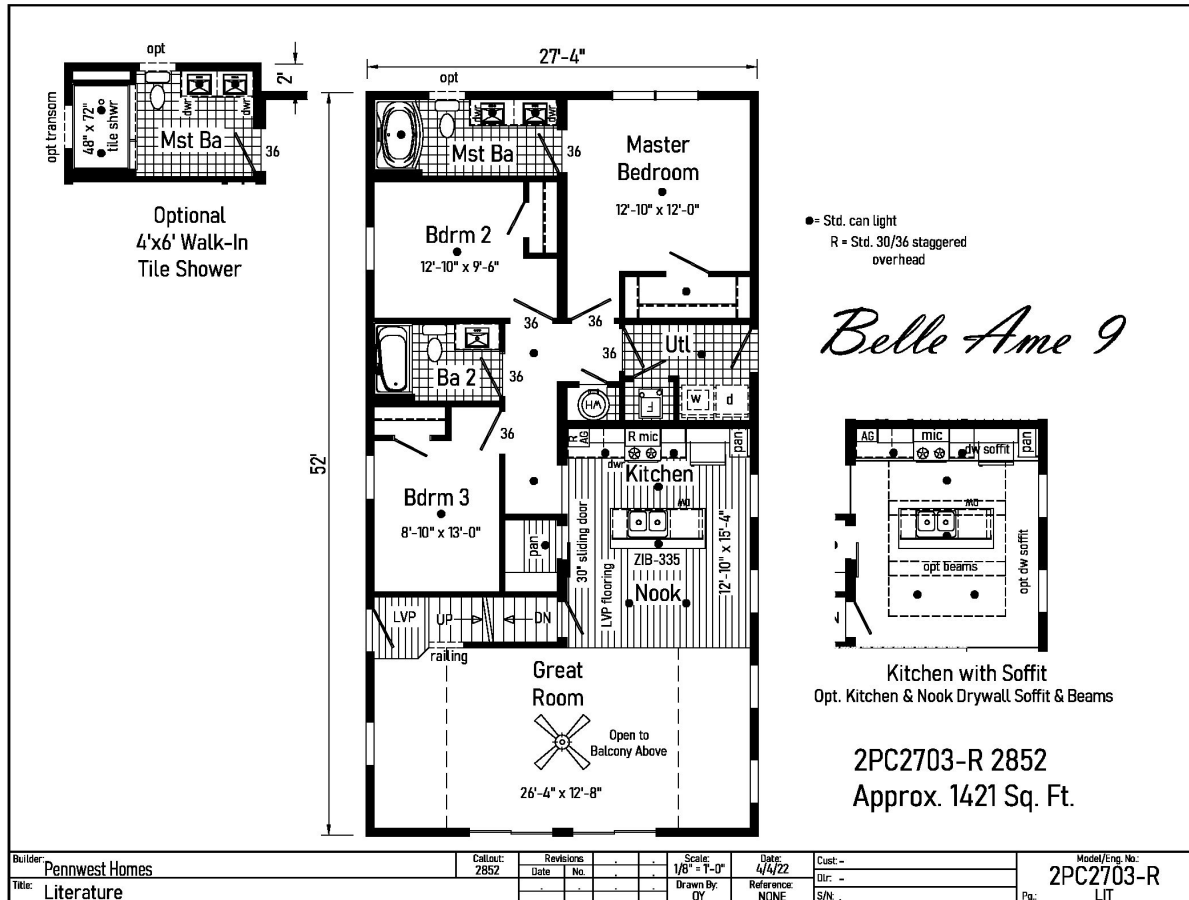 opt
2'
opt transom
48" x 72"
tile shwr
dwr
dwr
Mst Ba
36
Optional
4'x6' Walk-In
Tile Shower
27'-4"
52'
opt
dwr
dwr
Mst Ba
36
Master
Bedroom
12'-10" x 12'-0"
Bdrm 2
12'-10" x 9'-6"
36
36
36
Utl
Ba 2
36
WH
F
w
d
36
Bdrm 3
8'-10" x 13'-0"
R
AG
R mic
pan
dwr
Kitchen
DW
30" sliding door
ZIB-335
12'-10" x 15'-4"
pan
LVP flooring
Nook
LVP
UP
DN
railing
Great
Room
Open to
Balcony Above
26'-4" x 12'-8"
= Std. can light
R = Std. 30/36 staggered
overhead
Belle Ame 9
AG
mic
dw soffit
pan
DW
opt beams
opt dw soffit
Kitchen with Soffit
Opt. Kitchen & Nook Drywall Soffit & Beams
2PC2703-R 2852
Approx. 1421 Sq. Ft.
Builder: Pennwest Homes
Title: Literature
Callout: 2852
Revisions
Date No.
Scale: 1/8" = 1'-0"
Date: 4/4/22
Drawn By: OY
Reference: NONE
Cust: -
Dlr: -
S/N: .
Model/Eng. No.: 2PC2703-R
Pg.: LIT